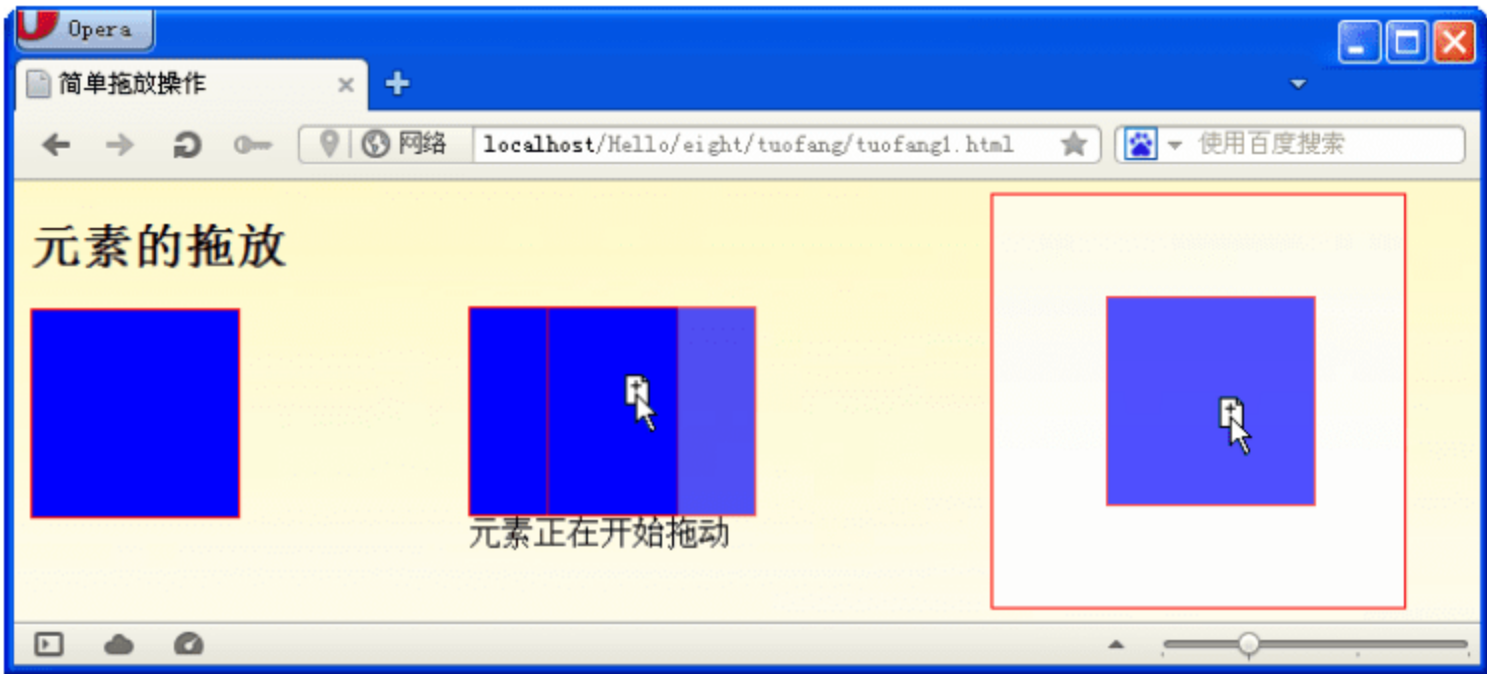 Opera
简单拖放操作
网络 localhost/Hello/eight/tuofang/tuofang1.html 使用百度搜索
元素的拖放
元素正在开始拖动